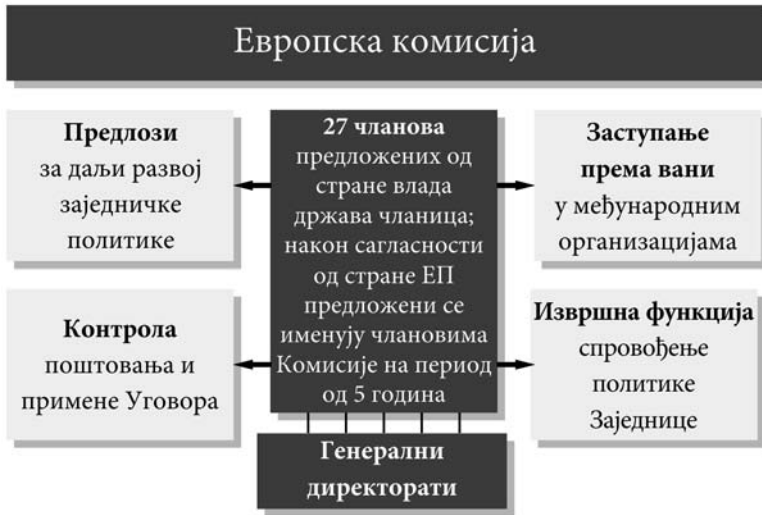 Европска комисија
Предлози
за даљи развој
заједничке
политике
Контрола
поштовања и
примене Уговора
27 чланова
предложених од
стране влада
држава чланица;
након сагласности
од стране ЕП
предложени се
именују члановима
Комисије на период
од 5 година
Заступање
према вани
у међународним
организацијама
Извршна функција
спровођење
политике
Заједнице
Генерални
директорати